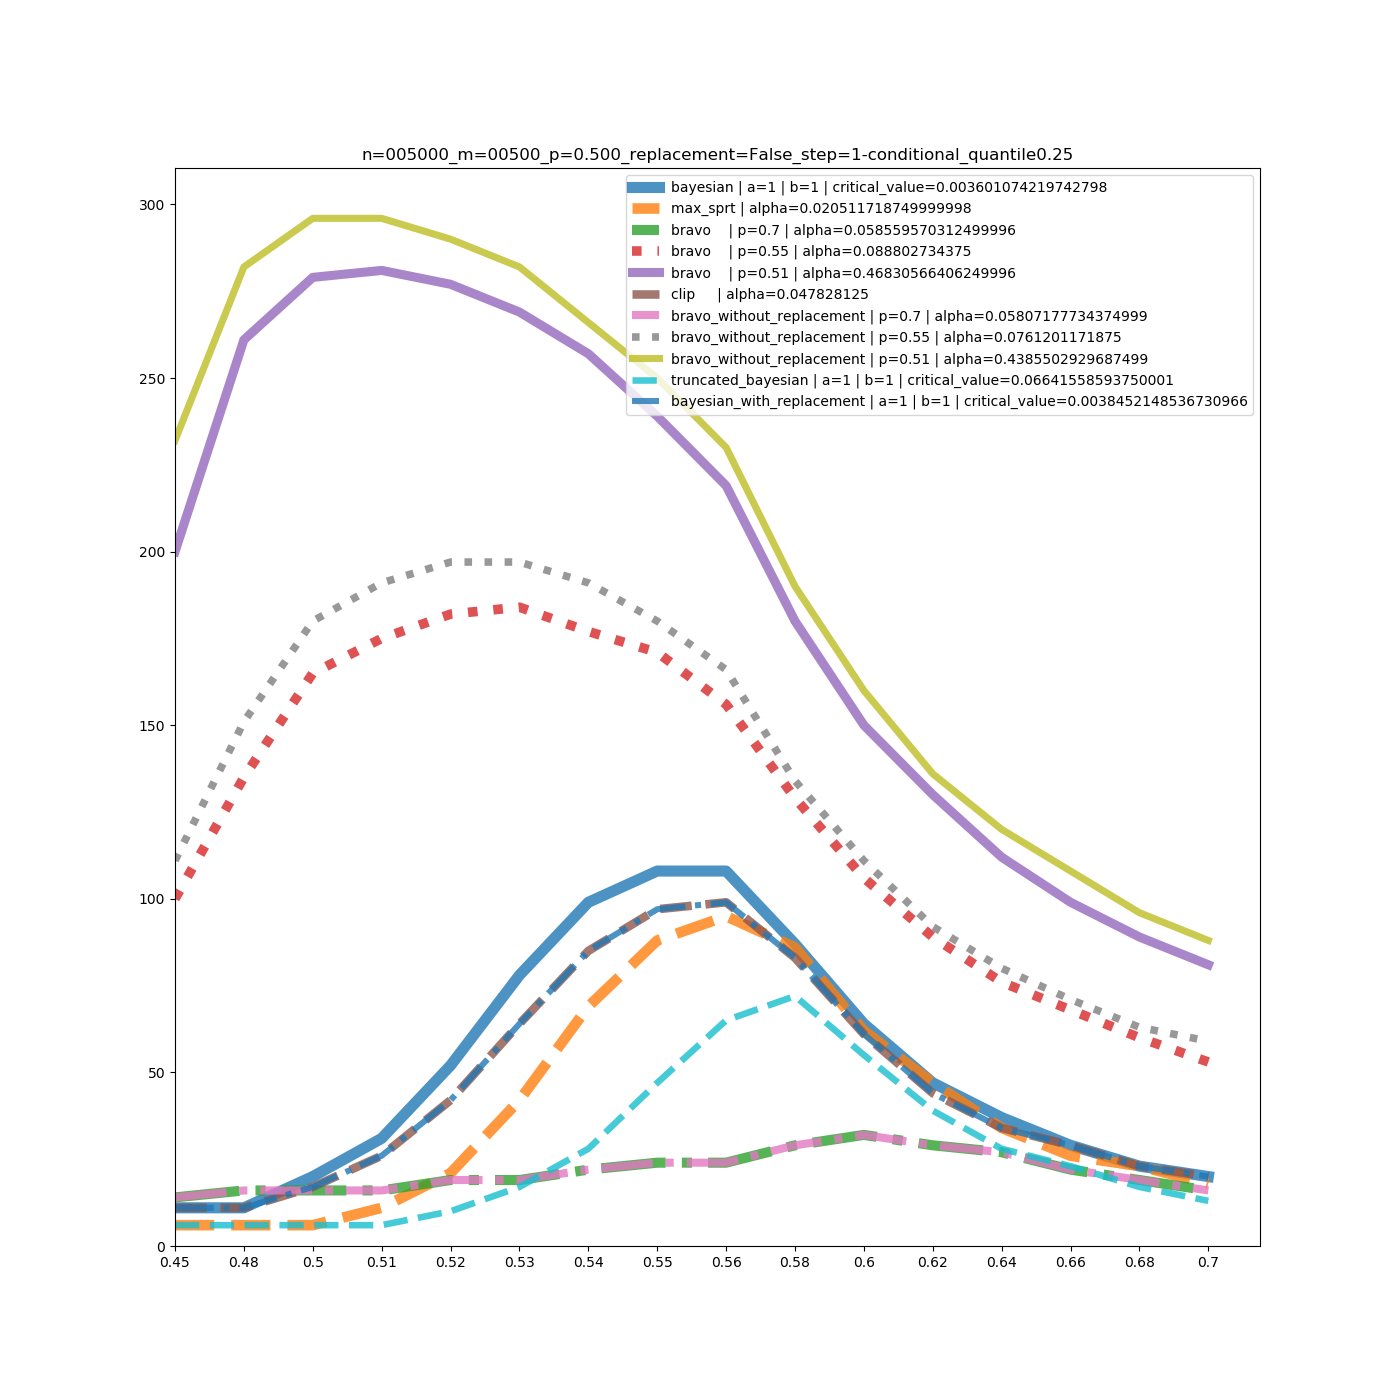 n=005000_m=00500_p=0.500_replacement=False_step=1-conditional_quantile0.25
bayesian | a=1 | b=1 | critical_value=0.003601074219742798
max_sprt | alpha=0.020511718749999998
bravo | p=0.7 | alpha=0.058559570312499996
bravo | p=0.55 | alpha=0.088802734375
bravo | p=0.51 | alpha=0.46830566406249996
clip | alpha=0.047828125
bravo_without_replacement | p=0.7 | alpha=0.05807177734374999
bravo_without_replacement | p=0.55 | alpha=0.0761201171875
bravo_without_replacement | p=0.51 | alpha=0.4385502929687499
truncated_bayesian | a=1 | b=1 | critical_value=0.06641558593750001
bayesian_with_replacement | a=1 | b=1 | critical_value=0.0038452148536730966
300
250
200
150
100
50
0
0.45 0.48 0.5 0.51 0.52 0.53 0.54 0.55 0.56 0.58 0.6 0.62 0.64 0.66 0.68 0.7